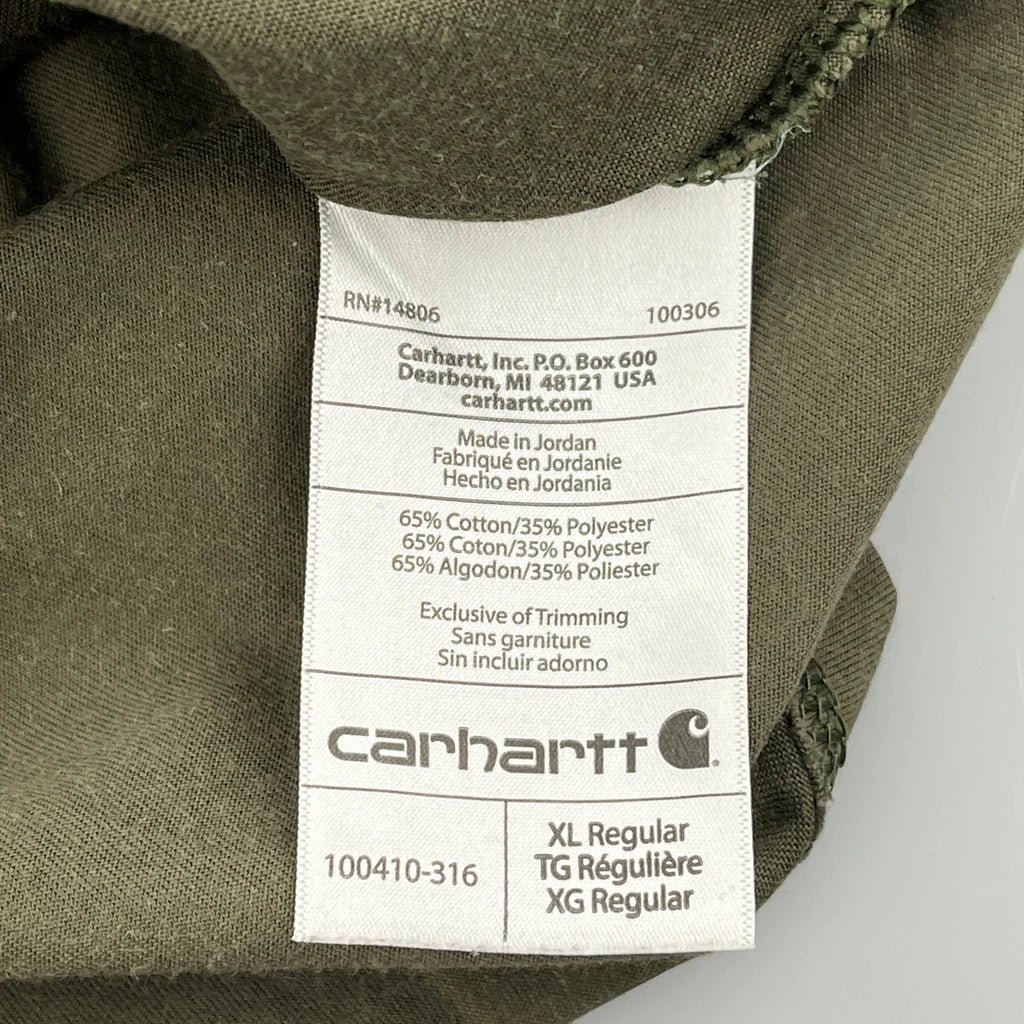 RN#14806 100306
Carhartt, Inc. P.O. Box 600
Dearborn, MI 48121 USA
carhartt.com
Made in Jordan
Fabriqué en Jordanie
Hecho en Jordania
65% Cotton/35% Polyester
65% Coton/35% Polyester
65% Algodon/35% Poliester
Exclusive of Trimming
Sans garniture
Sin incluir adorno
carhartt
100410-316
XL Regular
TG Régulière
XG Regular